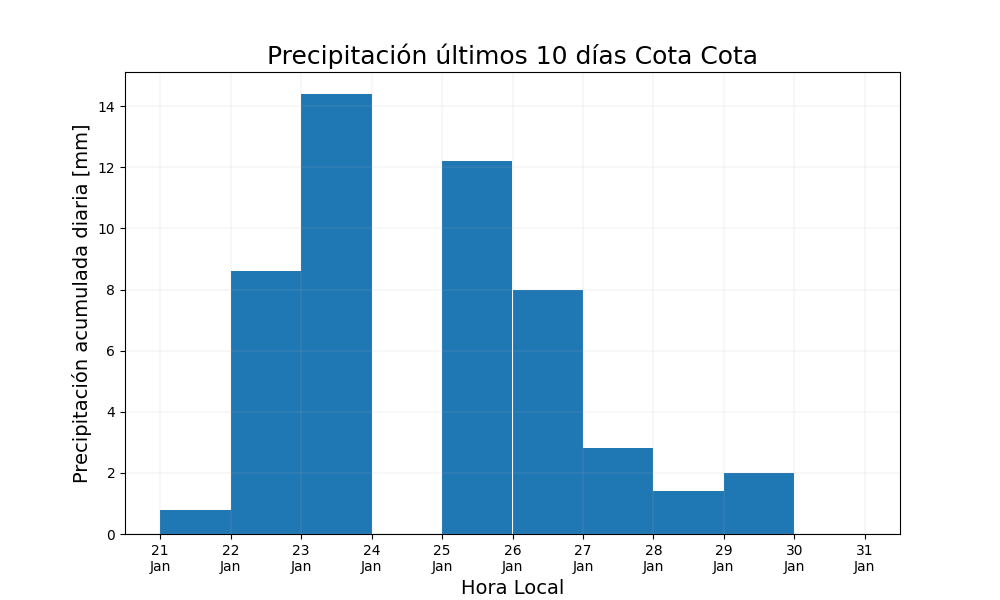 Precipitación últimos 10 días Cota Cota
Precipitación acumulada diaria [mm]
14
12
10
8
6
4
2
0
21 22 23 24 25 26 27 28 29 30 31
Jan Jan Jan Jan Jan Jan Jan Jan Jan Jan Jan
Hora Local